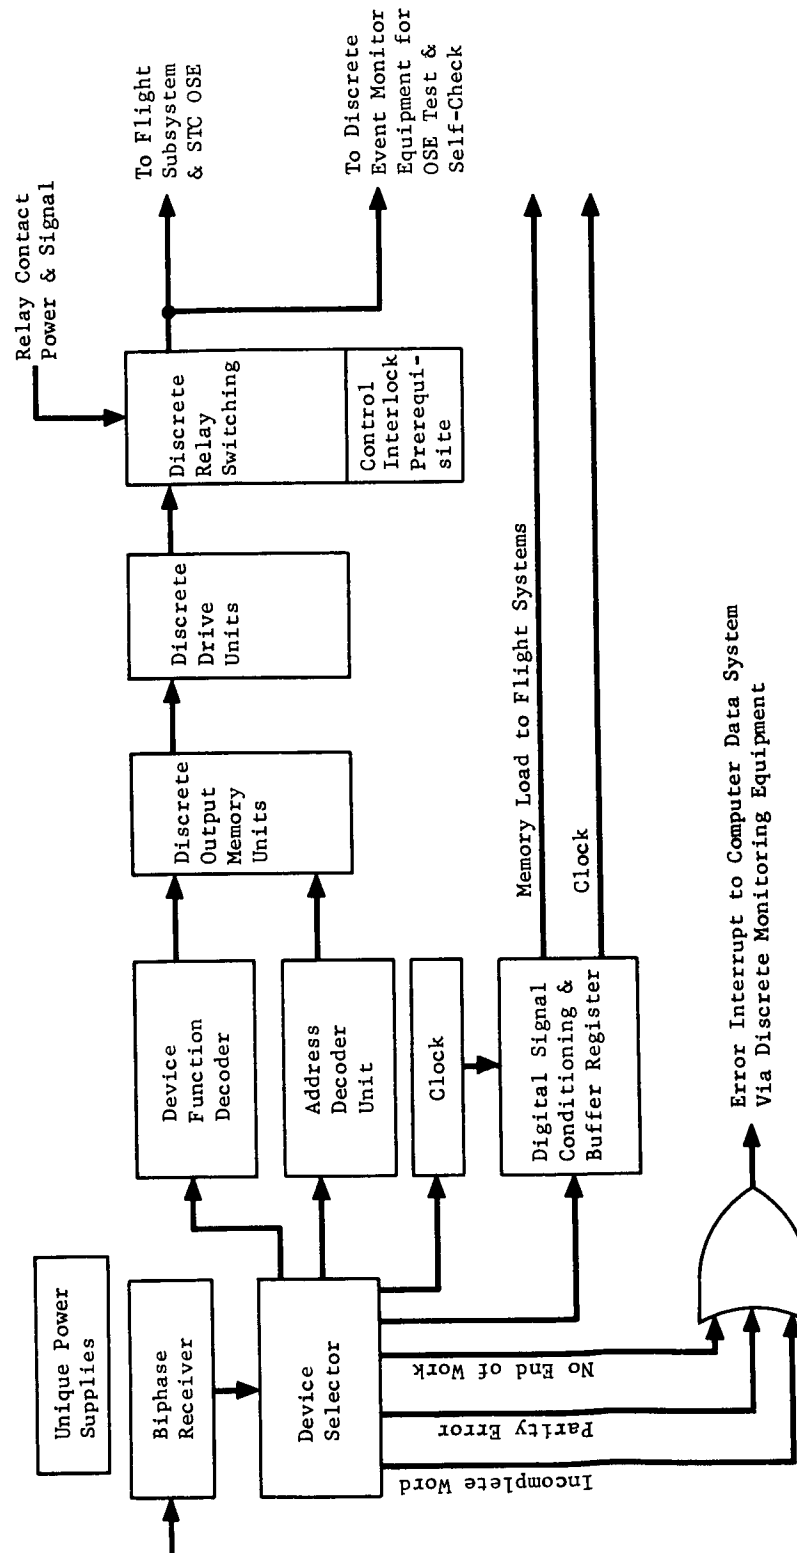 Unique Power
Supplies
Biphase
Receiver
Device
Selector
Device
Function
Decoder
Address
Decoder
Unit
Clock
Digital Signal
Conditioning &
Buffer Register
Discrete
Output
Memory
Units
Discrete
Drive
Units
Discrete
Relay
Switching
Control
Interlock
Prerequi-
site
Relay Contact
Power & Signal
To Flight
Subsystem
& STC OSE
To Discrete
Event Monitor
Equipment for
OSE Test &
Self-Check
Memory Load to Flight Systems
Clock
No End of Work
Parity Error
Incomplete Word
Error Interrupt to Computer Data System
Via Discrete Monitoring Equipment